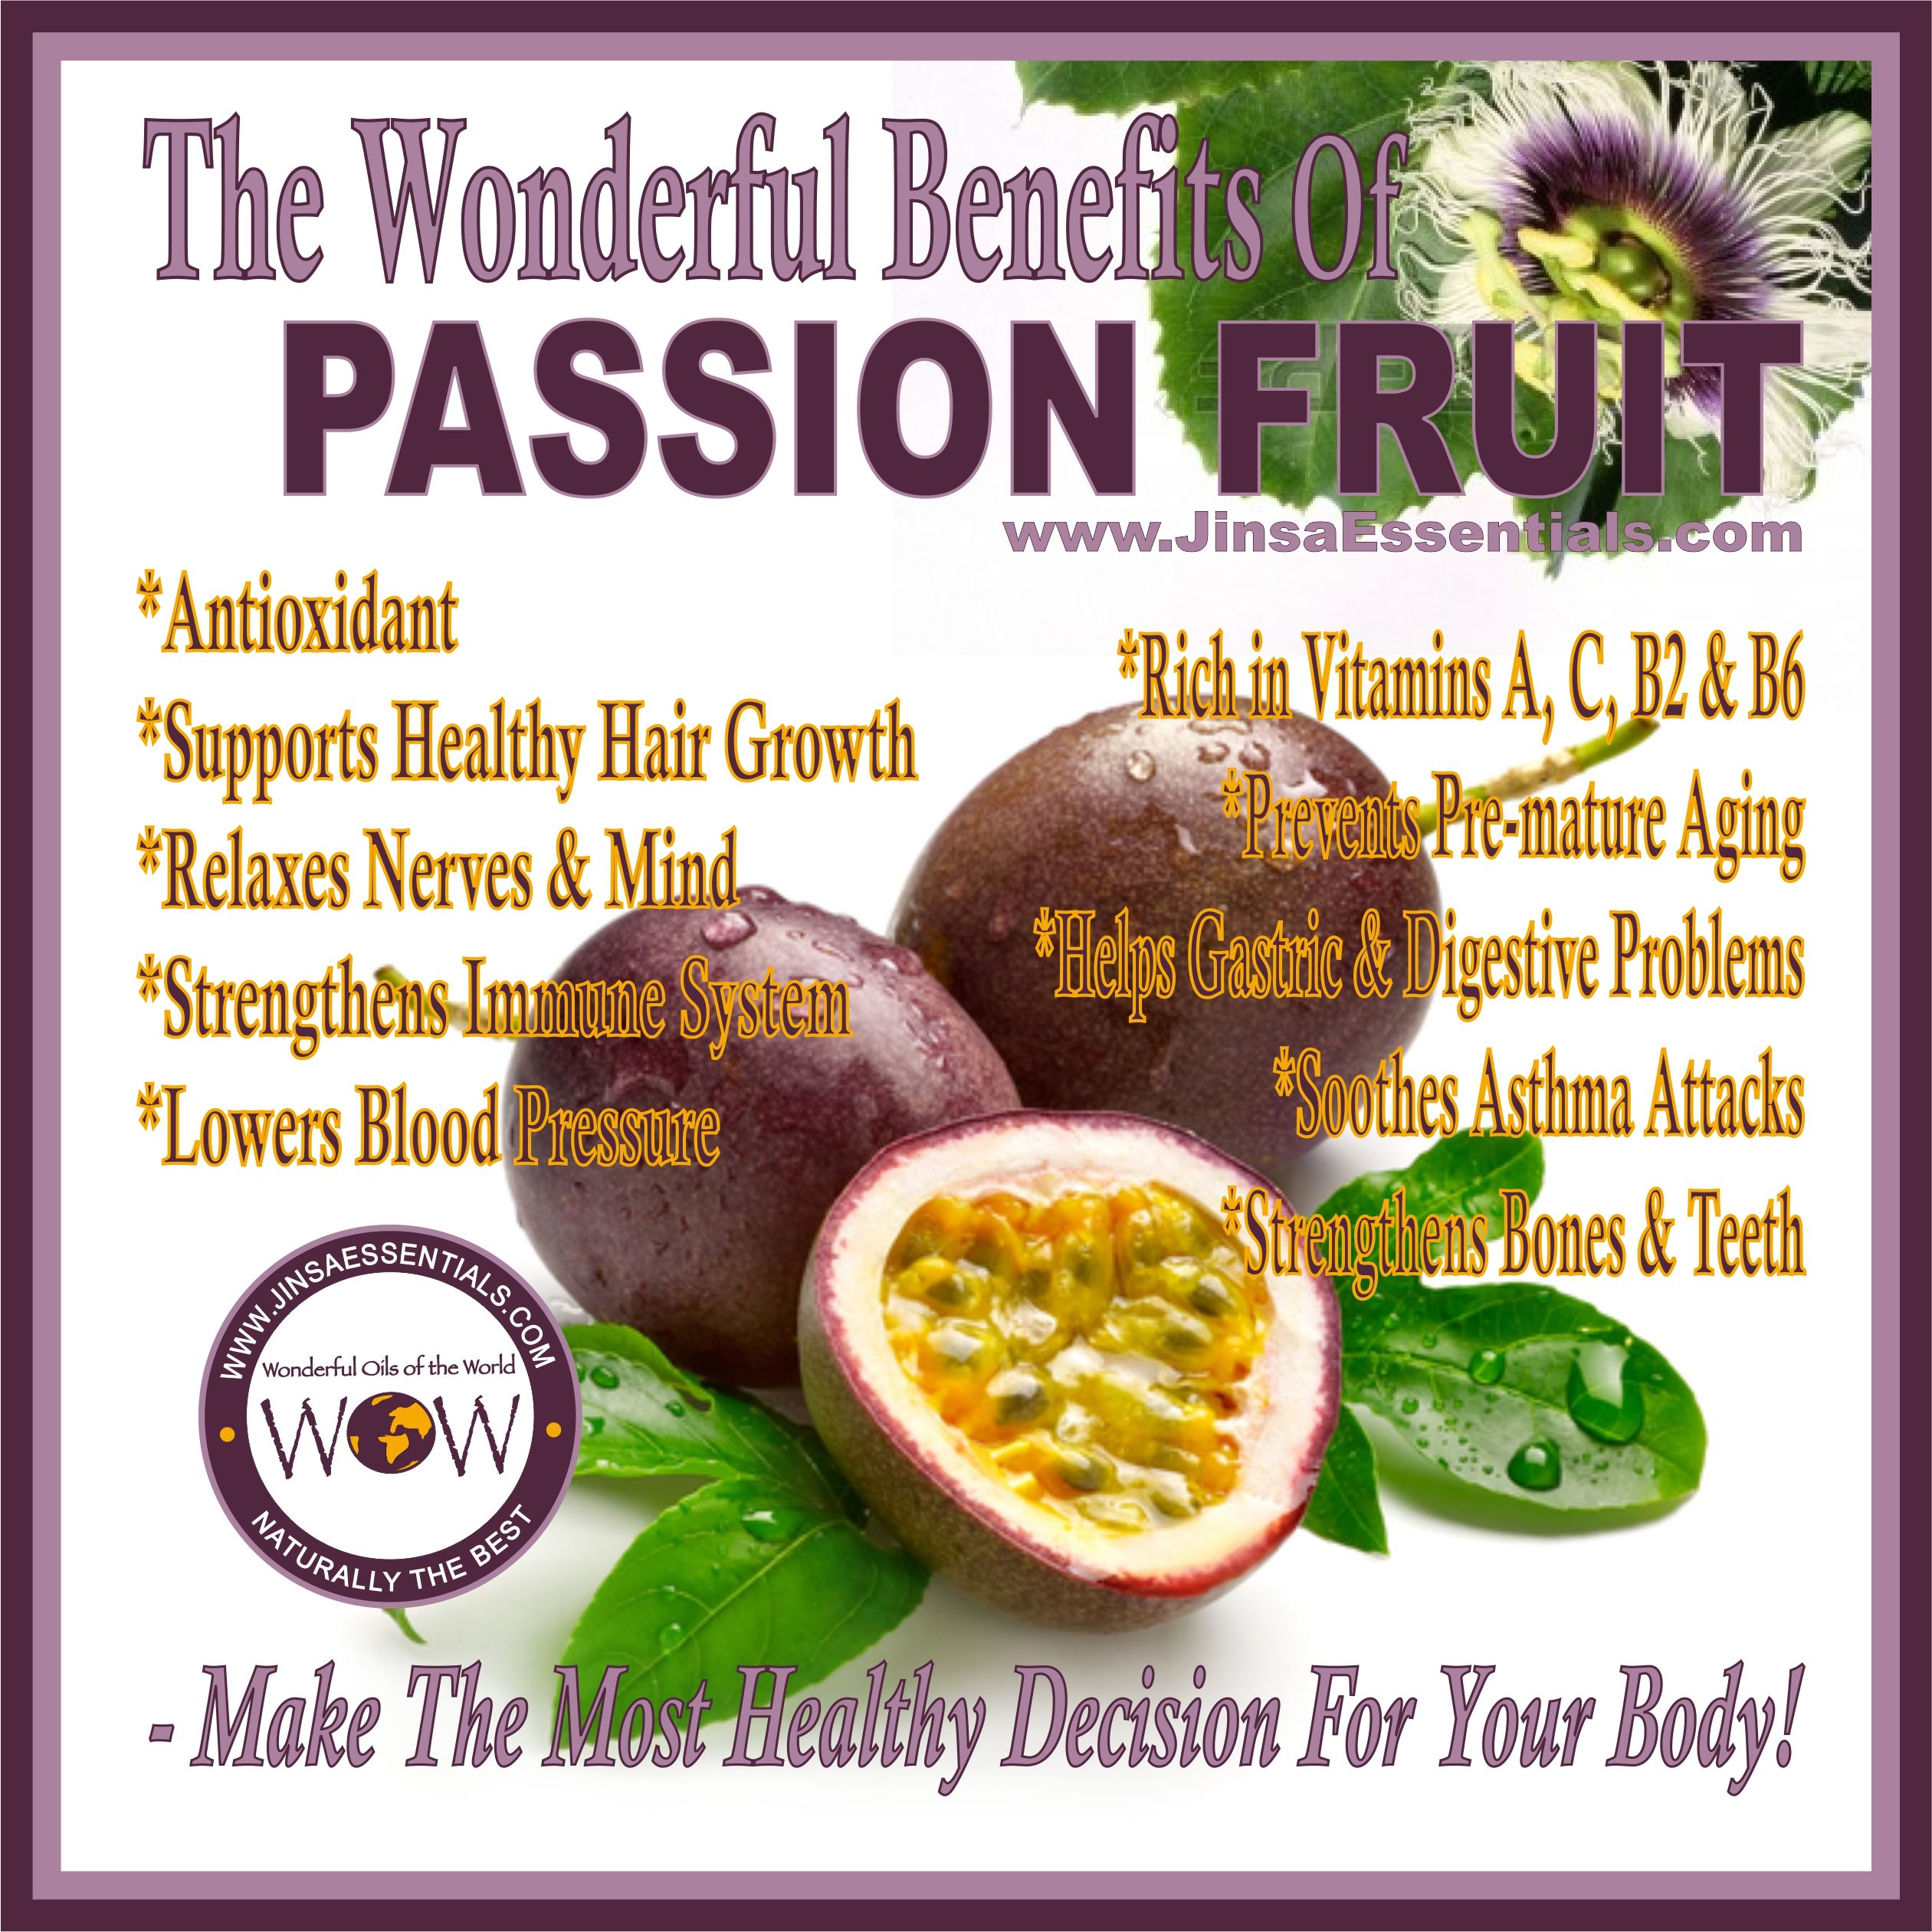 The Wonderful Benefits Of
PASSION FRUIT
www.JinsaEssentials.com
*Antioxidant
*Supports Healthy Hair Growth
*Relaxes Nerves & Mind
*Strengthens Immune System
*Lowers Blood Pressure
*Rich in Vitamins A, C, B2 & B6
*Prevents Pre-mature Aging
*Helps Gastric & Digestive Problems
*Soothes Asthma Attacks
*Strengthens Bones & Teeth
WWW.JINSAESSENTIALS.COM
Wonderful Oils of the World
WOW
NATURALLY THE BEST
- Make The Most Healthy Decision For Your Body!